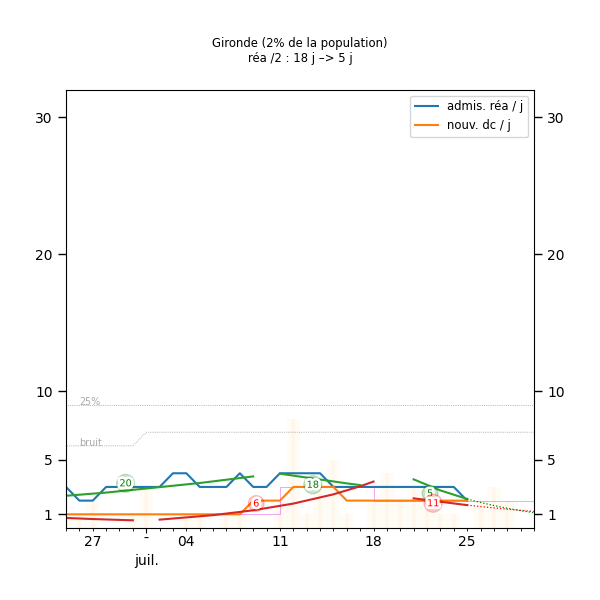 Gironde (2% de la population)
réa /2 : 18 j –> 5 j
admis. réa / j
nouv. dc / j
30 30
20 20
10 10
25%
bruit
5 5
20 18 5
6 11
1 1
27 - 04 11 18 25
juil.